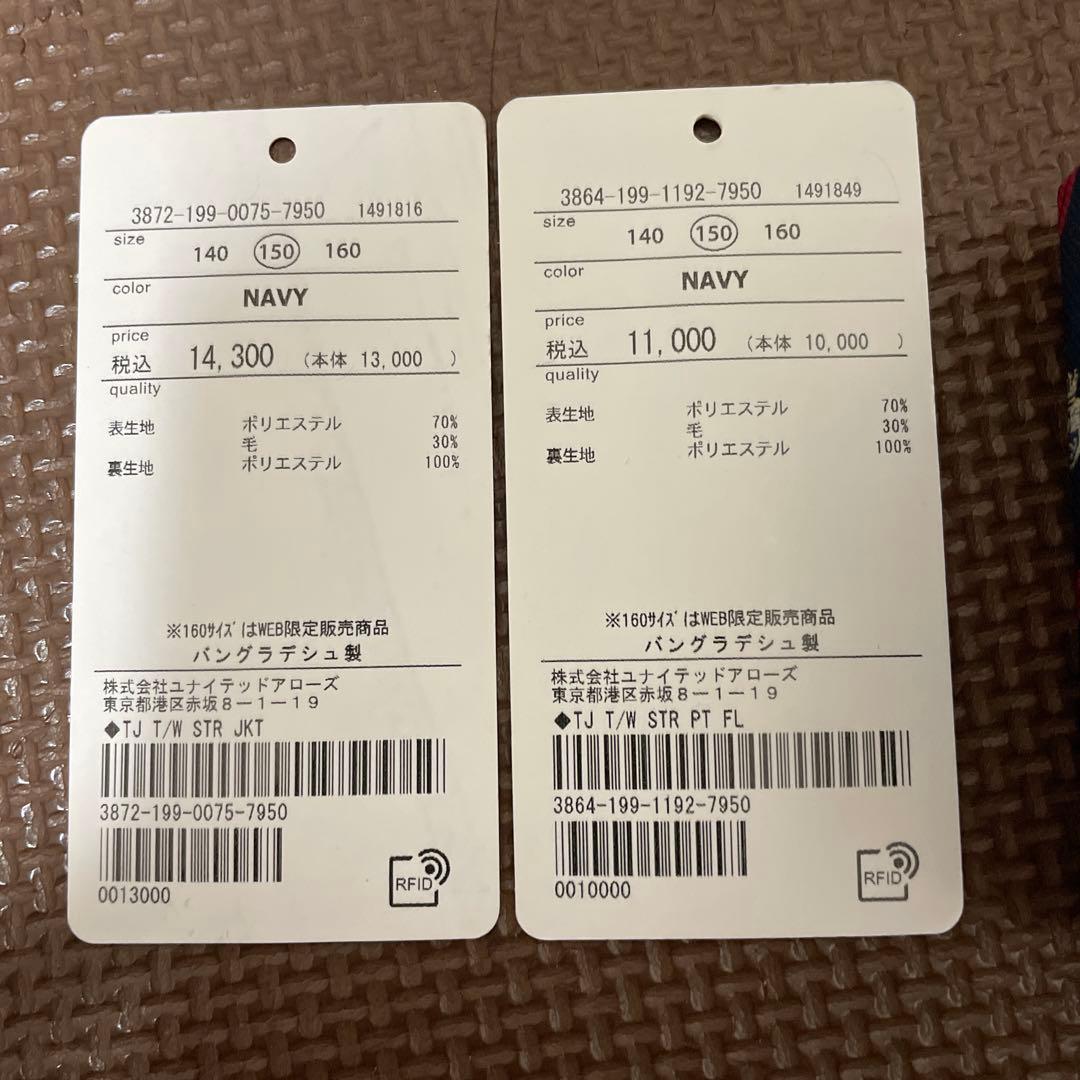 3872-199-0075-7950 1491816
size
140 150 160
color
NAVY
price
税込 14,300 (本体 13,000 )
quality
表生地 ポリエステル 70%
毛 30%
裏生地 ポリエステル 100%
※160ｻｲｽﾞはWEB限定販売商品
バングラデシュ製
株式会社ユナイテッドアローズ
東京都港区赤坂８ー１ー１９
◆TJ T/W STR JKT
3872-199-0075-7950
0013000
RFID
3864-199-1192-7950 1491849
size
140 150 160
color
NAVY
price
税込 11,000 (本体 10,000 )
quality
表生地 ポリエステル 70%
毛 30%
裏生地 ポリエステル 100%
※160ｻｲｽﾞはWEB限定販売商品
バングラデシュ製
株式会社ユナイテッドアローズ
東京都港区赤坂８ー１ー１９
◆TJ T/W STR PT FL
3864-199-1192-7950
0010000
RFID